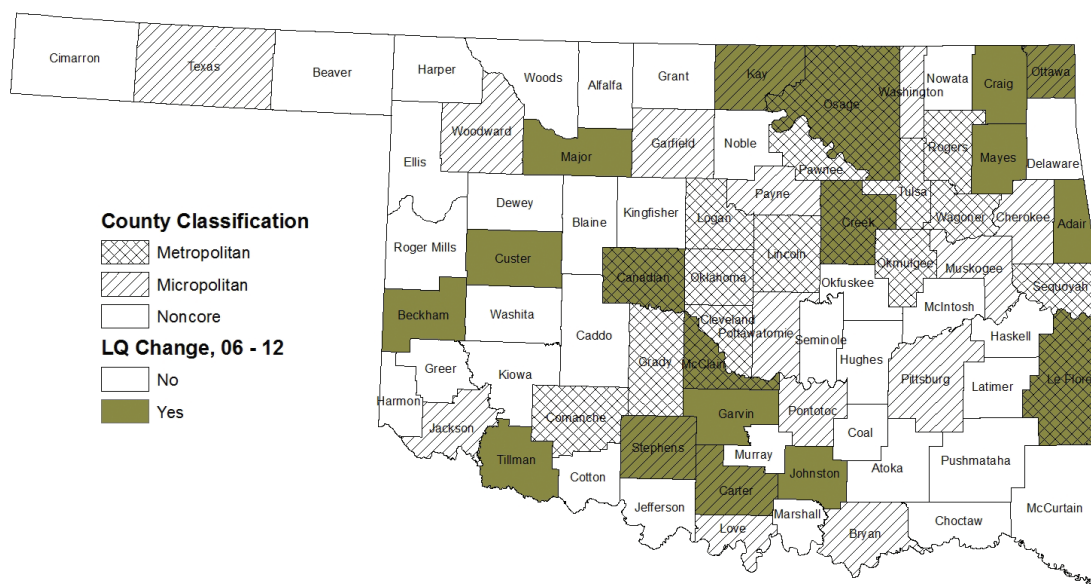 Cimarron
Texas
Beaver
Harper
Woods
Alfalfa
Grant
Kay
Osage
Washington
Nowata
Craig
Ottawa
Woodward
Major
Garfield
Noble
Pawnee
Rogers
Mayes
Delaware
Ellis
Dewey
Blaine
Kingfisher
Logan
Payne
Creek
Tulsa
Wagoner
Cherokee
Adair
County Classification
Metropolitan
Micropolitan
Noncore
LQ Change, 06 - 12
No
Yes
Roger Mills
Custer
Canadian
Oklahoma
Lincoln
Okfuskee
Okmulgee
Muskogee
Sequoyah
Beckham
Washita
Caddo
Grady
Cleveland
Pottawatomie
Seminole
McIntosh
Haskell
Greer
Kiowa
McClain
Hughes
Pittsburg
Latimer
Le Flore
Harmon
Jackson
Comanche
Garvin
Pontotoc
Coal
Tillman
Cotton
Stephens
Murray
Johnston
Atoka
Pushmataha
Jefferson
Carter
Love
Marshall
Bryan
Choctaw
McCurtain